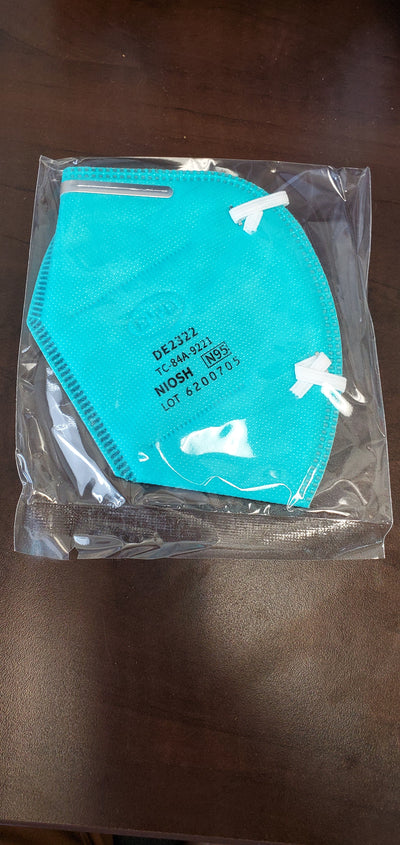 DE2322
TC-84A-9221
NIOSH N95
LOT 6200705